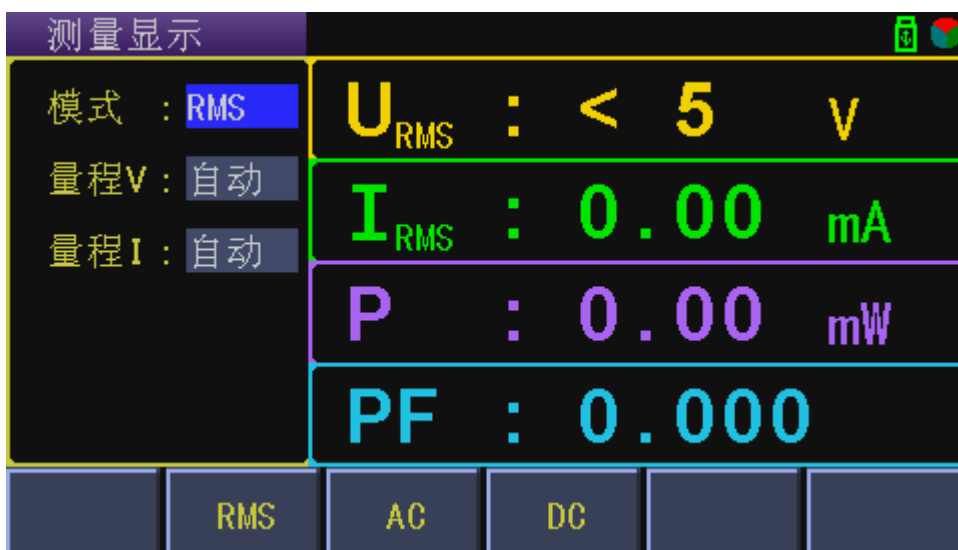 测量显示
模式 : RMS
量程V : 自动
量程I : 自动
URMS : < 5 V
IRMS : 0.00 mA
P : 0.00 mW
PF : 0.000
RMS AC DC